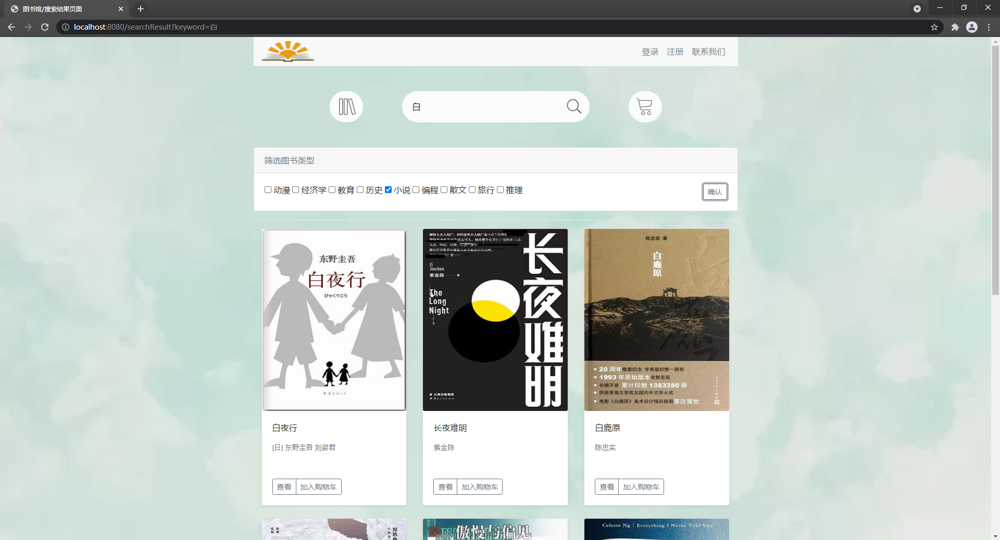 图书馆/搜索结果页面
localhost:8080/searchResult?keyword=白
登录 注册 联系我们
白
筛选图书类型
动漫 经济学 教育 历史 小说 编程 散文 旅行 推理
确认
东野圭吾
白夜行
びゃくやこう
Zi
Jinchen
紫金陈 著
The
Long
Night
长夜难明
云南出版集团
陈忠实 著
白鹿原
20 周年隆重纪念 专有版权惟一拥有
1993 年原始版本完整呈现
长销不衰 累计印数 1383350 册
历获茅盾文学奖及国内外文学大奖
电影《白鹿原》美术设计精彩插图首次面世
白夜行
[日] 东野圭吾 刘姿君
查看 加入购物车
长夜难明
紫金陈
查看 加入购物车
白鹿原
陈忠实
查看 加入购物车
郑执
傲慢与偏见
Celeste Ng | Everything I Never Told You